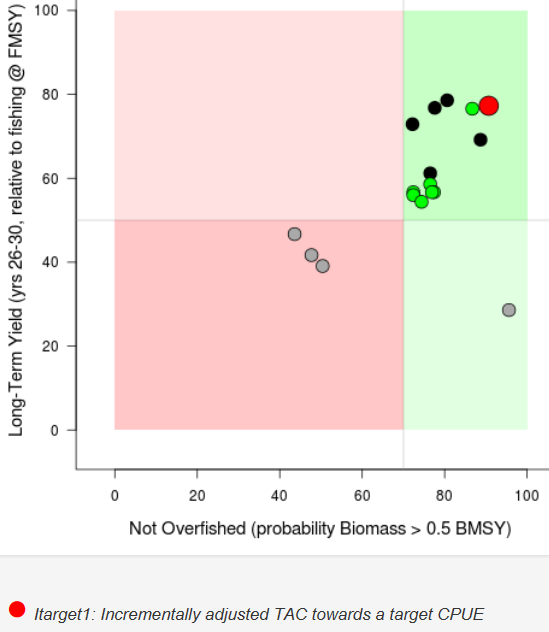 Long-Term Yield (yrs 26-30, relative to fishing @ FMSY)
100
80
60
40
20
0
0 20 40 60 80 100
Not Overfished (probability Biomass > 0.5 BMSY)
Itarget1: Incrementally adjusted TAC towards a target CPUE